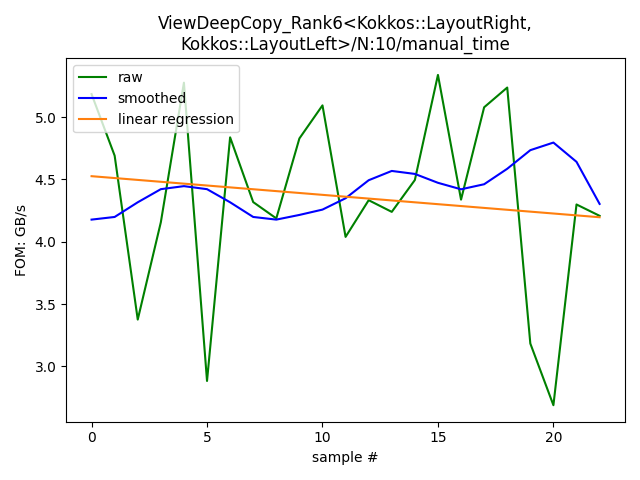 ViewDeepCopy_Rank6<Kokkos::LayoutRight,
Kokkos::LayoutLeft>/N:10/manual_time
raw
smoothed
linear regression
FOM: GB/s
5.0
4.5
4.0
3.5
3.0
0 5 10 15 20
sample #